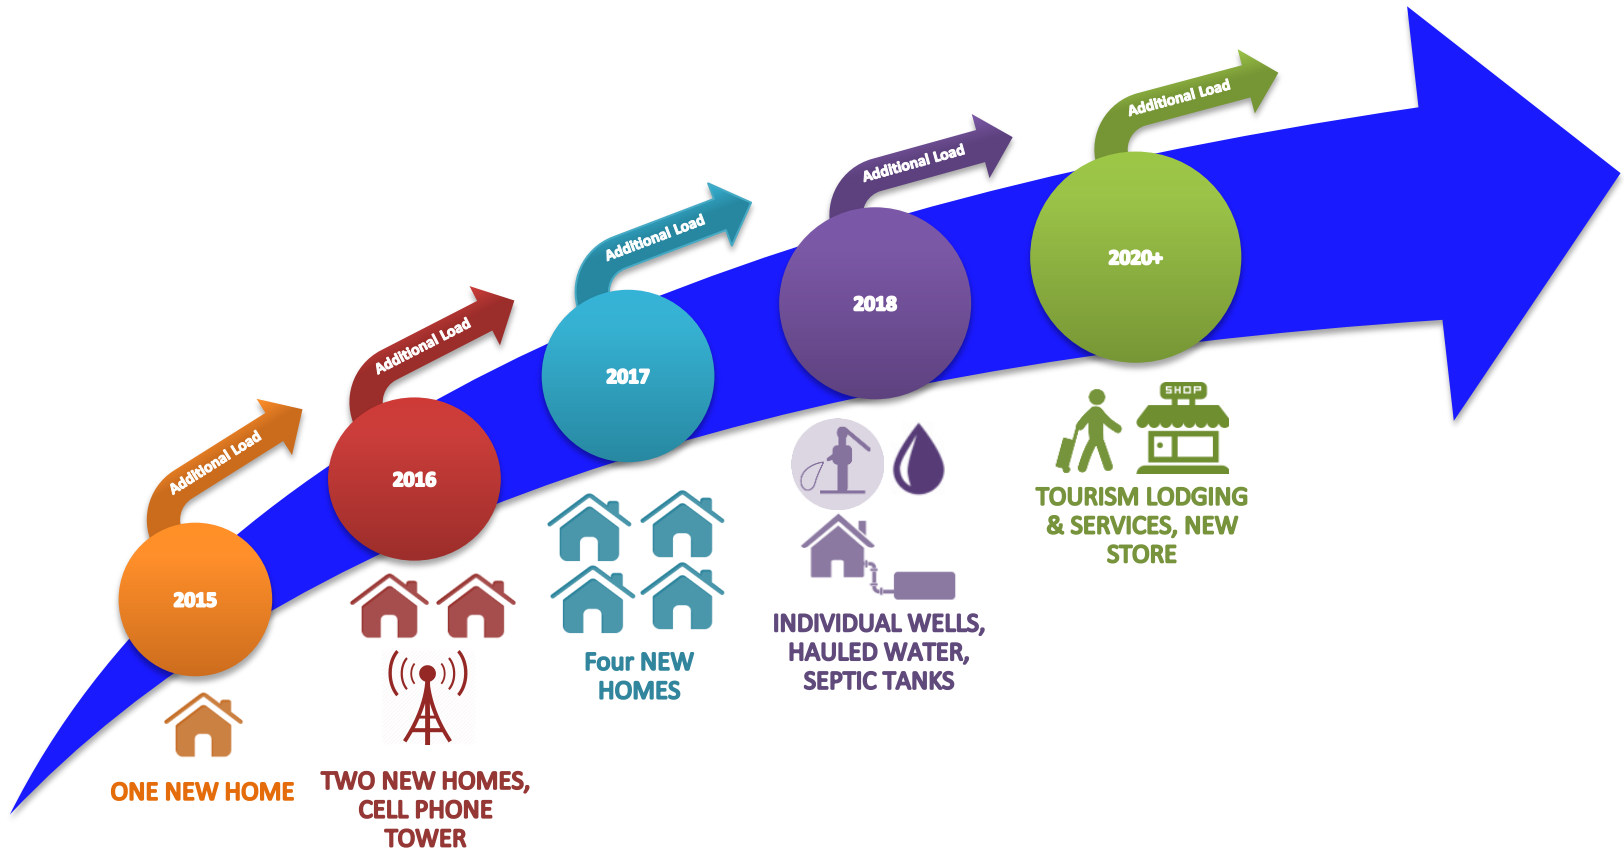 Additional Load
2015
ONE NEW HOME
Additional Load
2016
TWO NEW HOMES,
CELL PHONE
TOWER
Additional Load
2017
Four NEW
HOMES
Additional Load
2018
INDIVIDUAL WELLS,
HAULED WATER,
SEPTIC TANKS
Additional Load
2020+
SHOP
TOURISM LODGING
& SERVICES, NEW
STORE